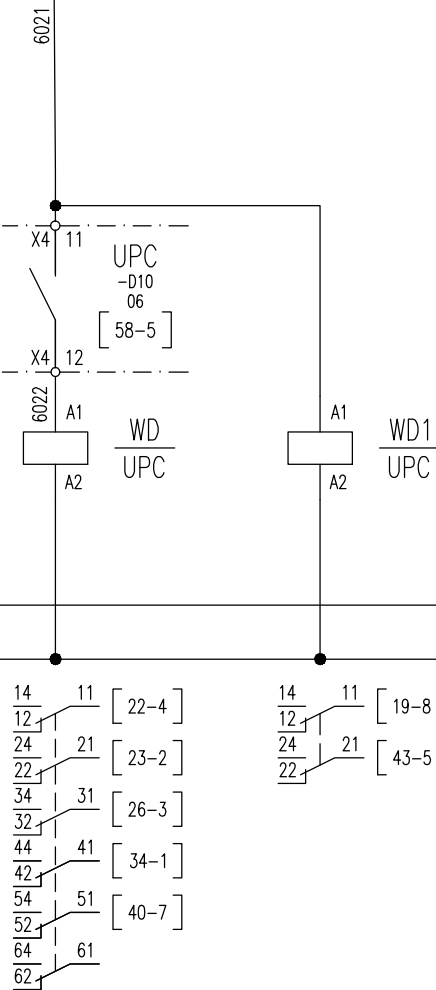 6021
X4 11
UPC
-D10
06
58-5
X4 12
6022
A1
WD
UPC
A2
A1
WD1
UPC
A2
14 11 22-4
12
24 21 23-2
22
34 31 26-3
32
44 41 34-1
42
54 51 40-7
52
64 61
62
14 11 19-8
12
24 21 43-5
22